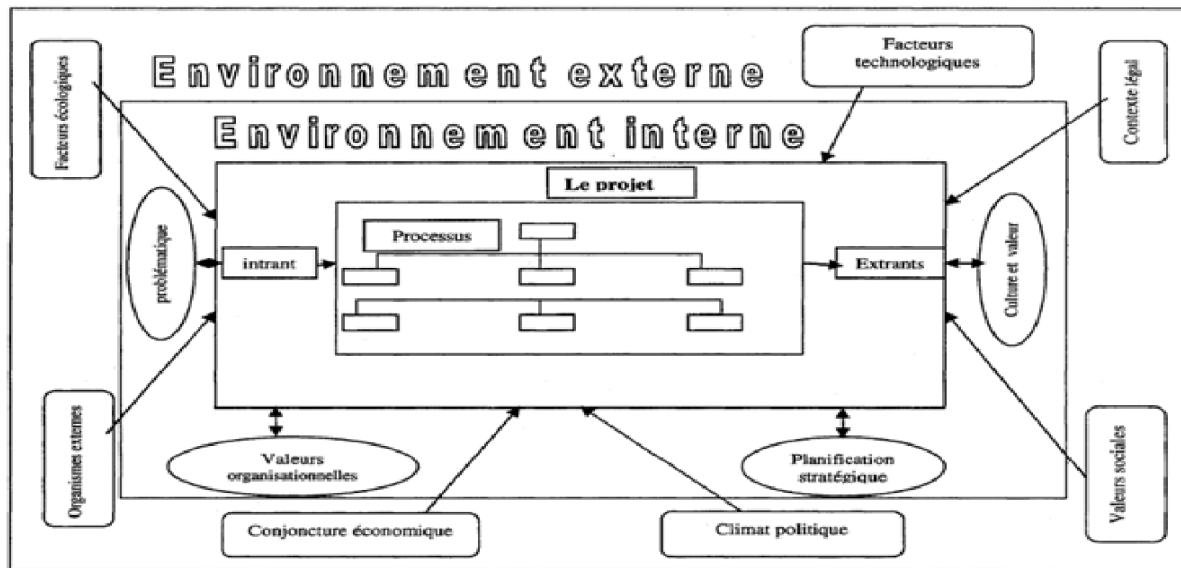 Environnement externe
Facteurs
technologiques
Facteurs écologiques
Contexte légal
Environnement interne
Le projet
Processus
problématique
intrant
Extrants
Culture et valeur
Organismes externes
Valeurs
organisationnelles
Planification
stratégique
Valeurs sociales
Conjoncture économique
Climat politique